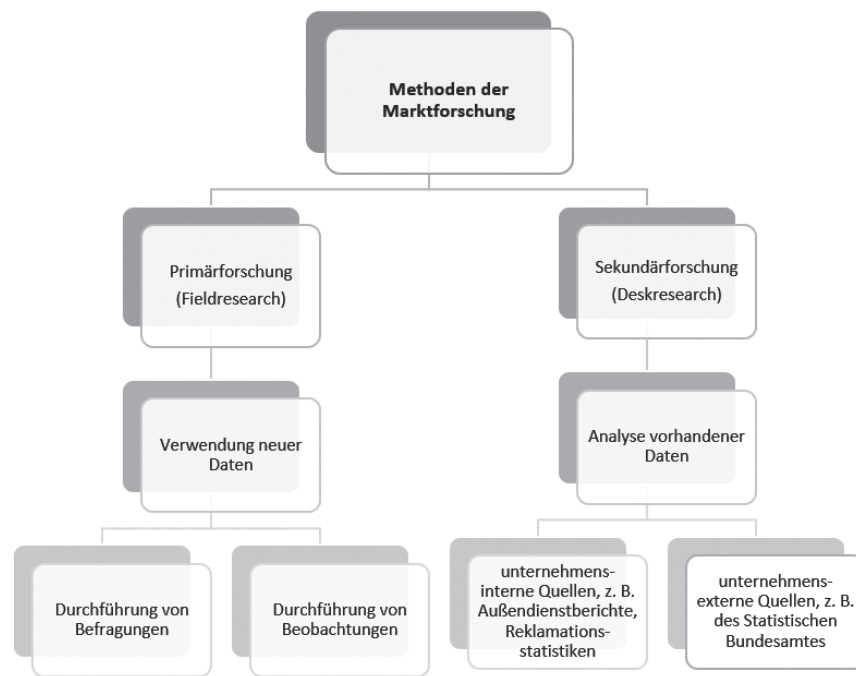 Methoden der
Marktforschung
Primärforschung
(Fieldresearch)
Sekundärforschung
(Deskresearch)
Verwendung neuer
Daten
Analyse vorhandener
Daten
Durchführung von
Befragungen
Durchführung von
Beobachtungen
unternehmens-
interne Quellen, z. B.
Außendienstberichte,
Reklamations-
statistiken
unternehmens-
externe Quellen, z. B.
des Statistischen
Bundesamtes